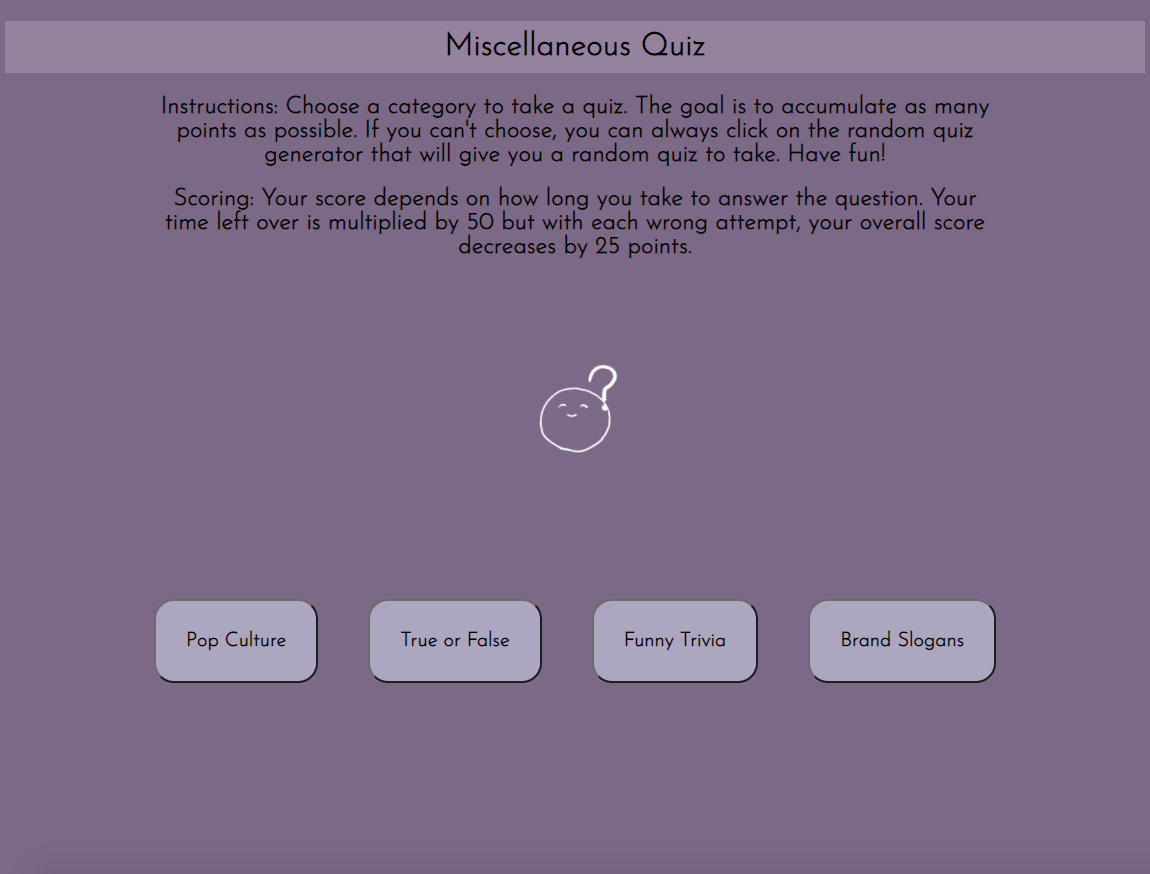 Miscellaneous Quiz
Instructions: Choose a category to take a quiz. The goal is to accumulate as many
points as possible. If you can't choose, you can always click on the random quiz
generator that will give you a random quiz to take. Have fun!
Scoring: Your score depends on how long you take to answer the question. Your
time left over is multiplied by 50 but with each wrong attempt, your overall score
decreases by 25 points.
?
Pop Culture
True or False
Funny Trivia
Brand Slogans